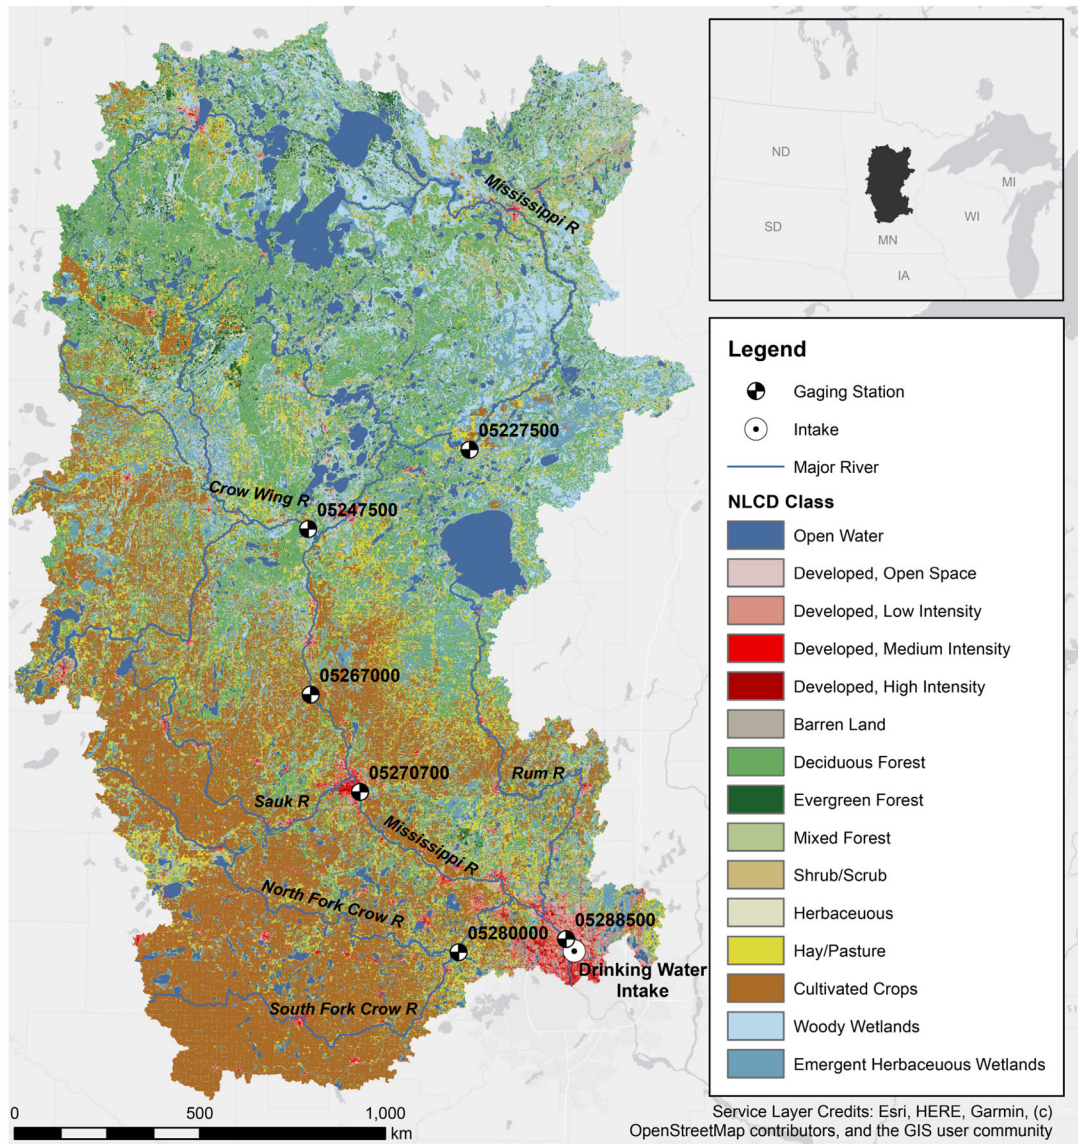 Mississippi R
05227500
Crow Wing R
05247500
05267000
05270700
Rum R
Sauk R
Mississippi R
North Fork Crow R
05288500
05280000
Drinking Water
Intake
South Fork Crow R
0 500 1,000
km
ND
MI
SD
WI
MN
IA
Legend
Gaging Station
Intake
Major River
NLCD Class
Open Water
Developed, Open Space
Developed, Low Intensity
Developed, Medium Intensity
Developed, High Intensity
Barren Land
Deciduous Forest
Evergreen Forest
Mixed Forest
Shrub/Scrub
Herbaceuous
Hay/Pasture
Cultivated Crops
Woody Wetlands
Emergent Herbaceuous Wetlands
Service Layer Credits: Esri, HERE, Garmin, (c)
OpenStreetMap contributors, and the GIS user community